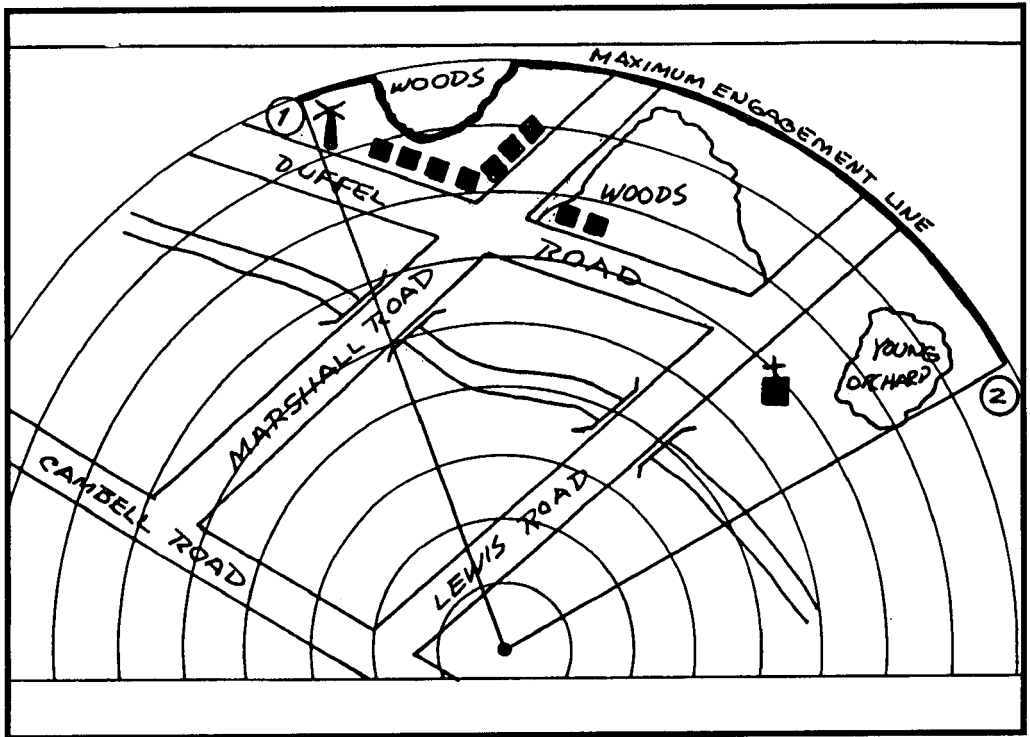 MAXIMUM ENGAGEMENT LINE
WOODS
1
DUFFEL
WOODS
ROAD
MARSHALL ROAD
YOUNG
ORCHARD
2
CAMBELL ROAD
LEWIS ROAD